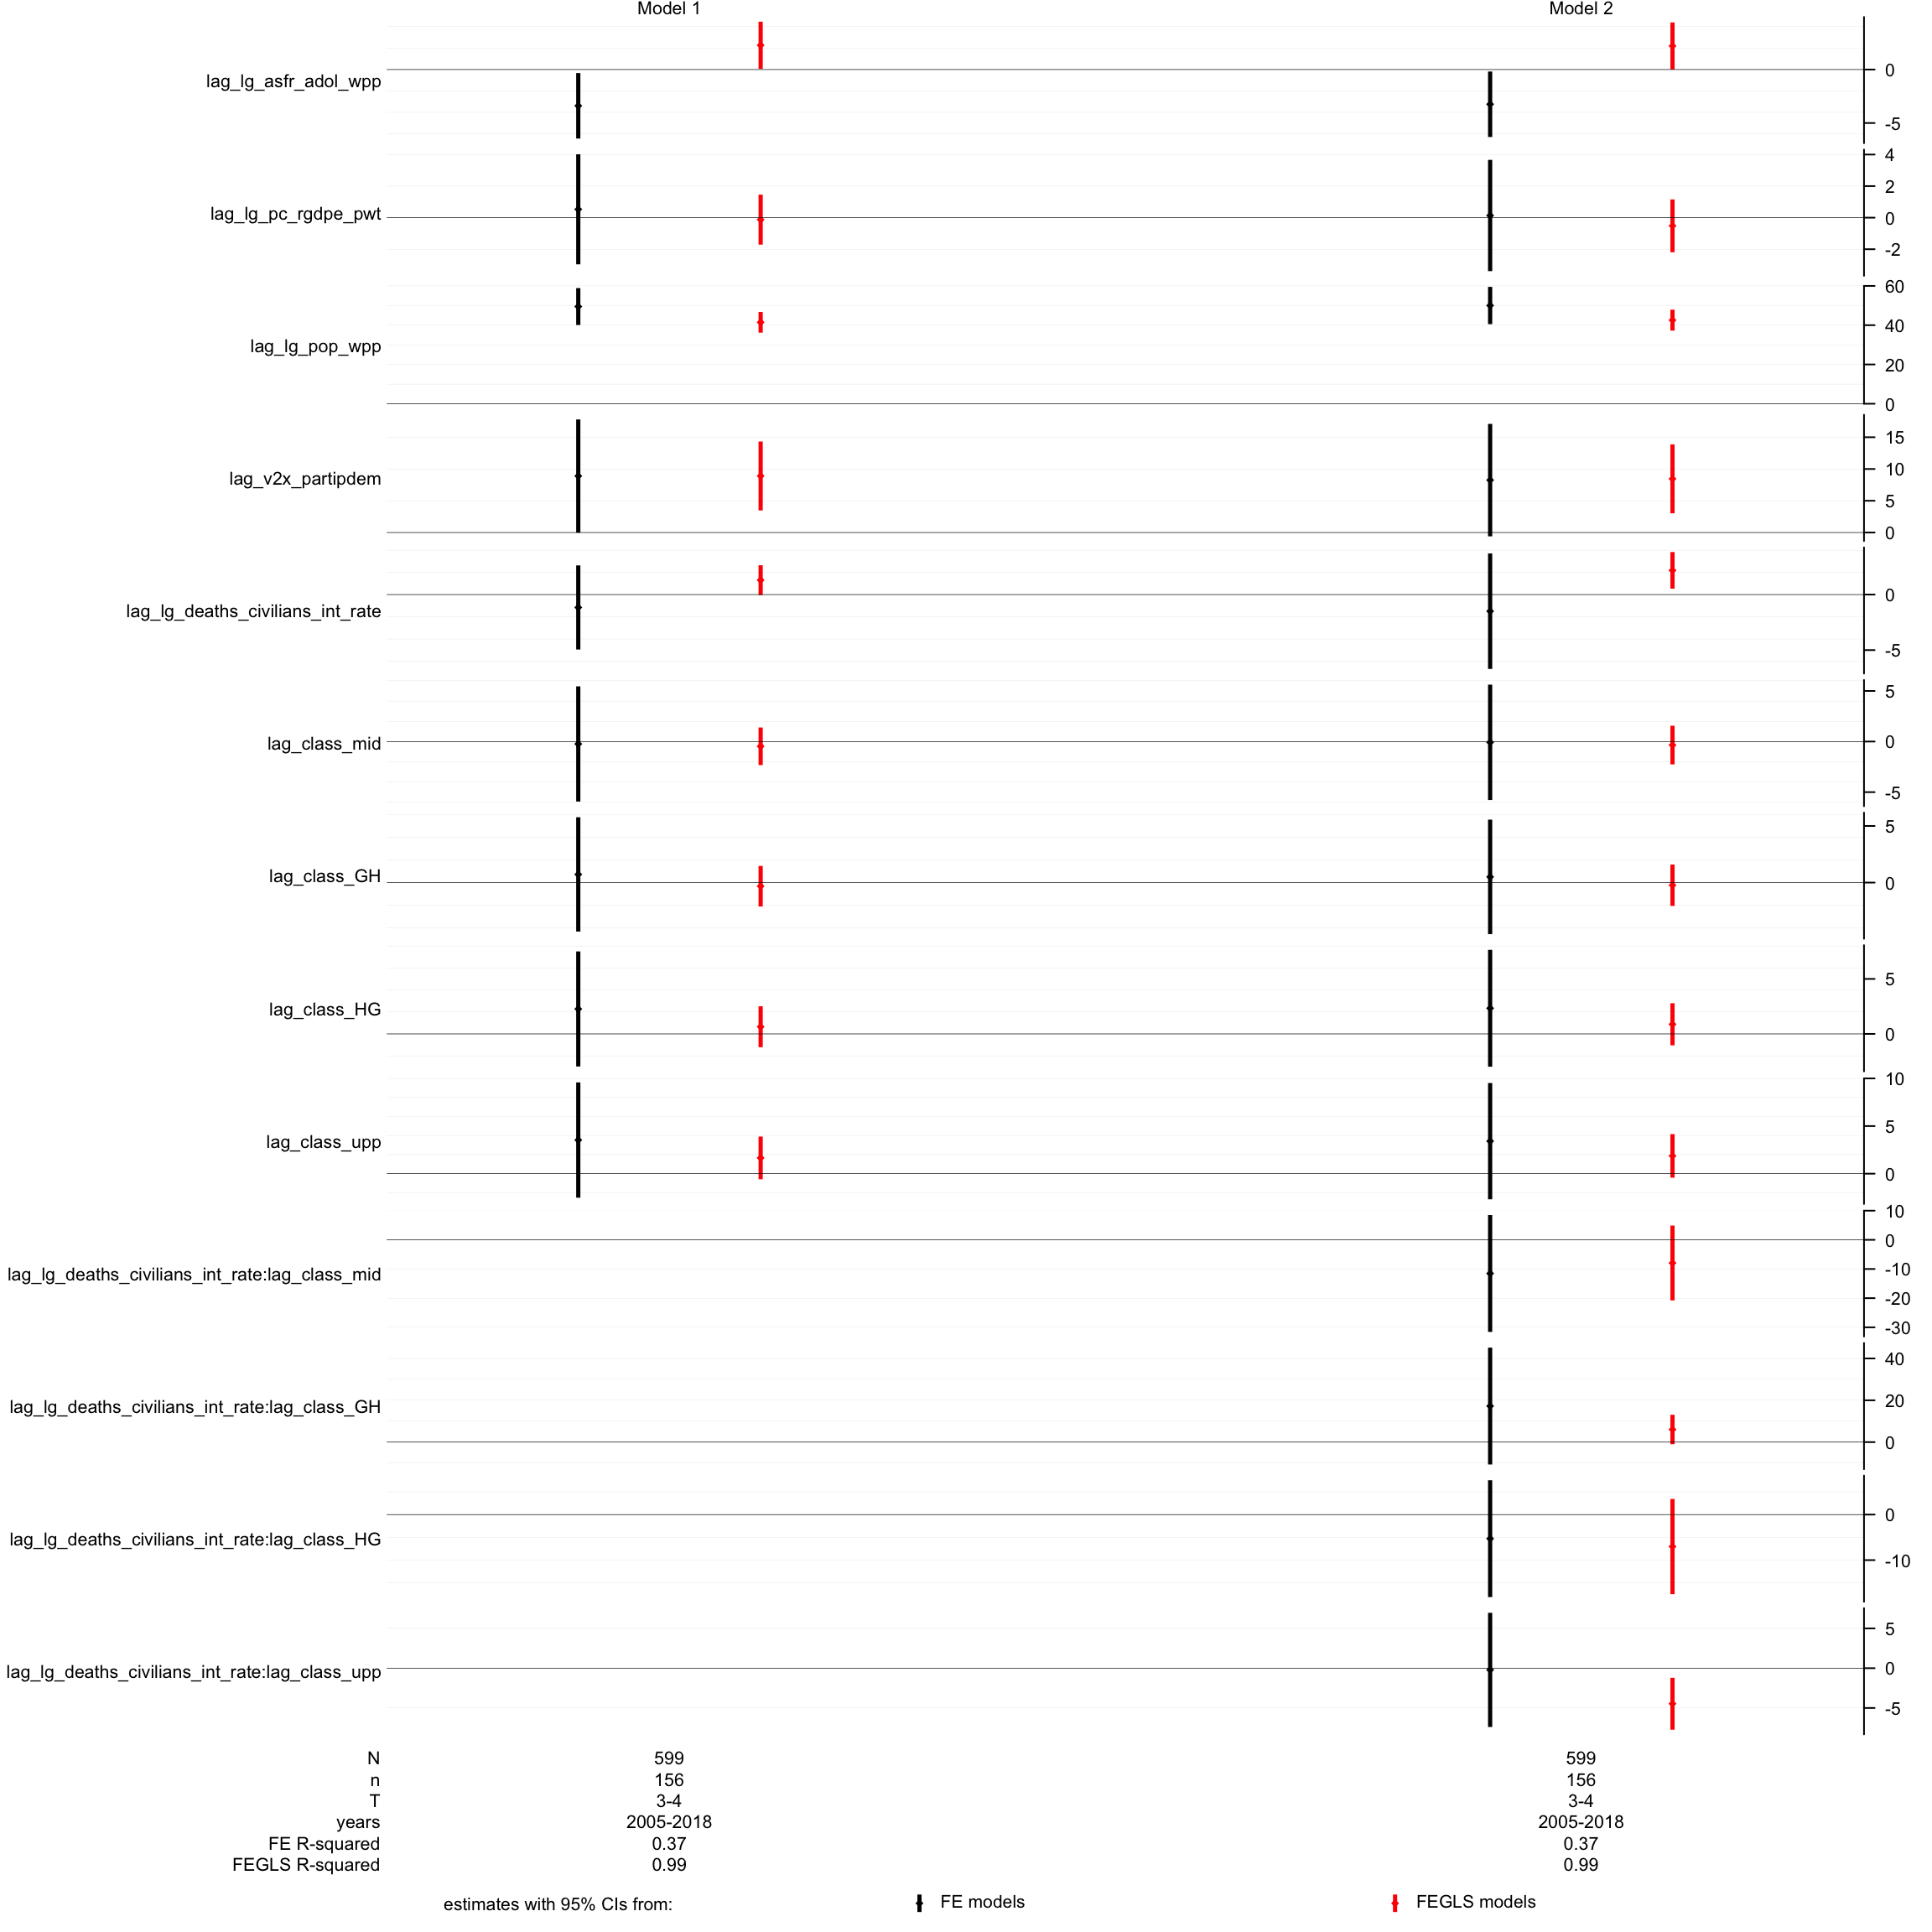 Model 1 Model 2
lag_lg_asfr_adol_wpp
0
-5
lag_lg_pc_rgdpe_pwt
4
2
0
-2
lag_lg_pop_wpp
60
40
20
0
lag_v2x_partipdem
15
10
5
0
lag_lg_deaths_civilians_int_rate
0
-5
lag_class_mid
5
0
-5
lag_class_GH
5
0
lag_class_HG
5
0
lag_class_upp
10
5
0
lag_lg_deaths_civilians_int_rate:lag_class_mid
10
0
-10
-20
-30
lag_lg_deaths_civilians_int_rate:lag_class_GH
40
20
0
lag_lg_deaths_civilians_int_rate:lag_class_HG
0
-10
lag_lg_deaths_civilians_int_rate:lag_class_upp
5
0
-5
N 599 599
n 156 156
T 3-4 3-4
years 2005-2018 2005-2018
FE R-squared 0.37 0.37
FEGLS R-squared 0.99 0.99
estimates with 95% CIs from: FE models FEGLS models